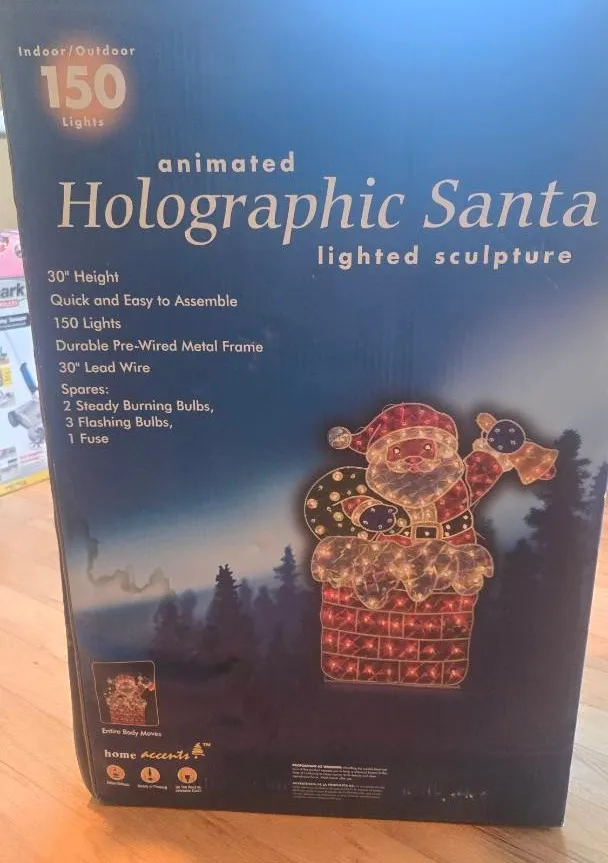 Indoor/Outdoor
150
Lights
animated
Holographic Santa
lighted sculpture
30" Height
Quick and Easy to Assemble
150 Lights
Durable Pre-Wired Metal Frame
30" Lead Wire
Spares:
2 Steady Burning Bulbs,
3 Flashing Bulbs,
1 Fuse
ark
Entire Body Moves
home accents™